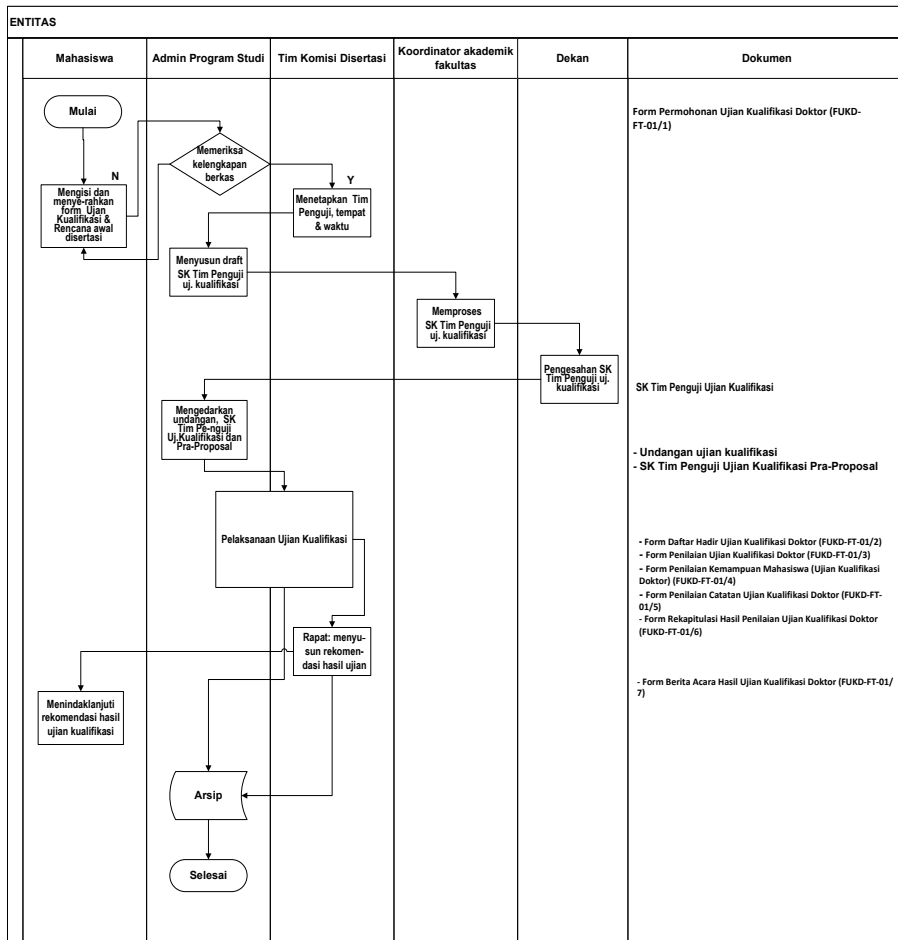 ENTITAS
Mahasiswa
Admin Program Studi
Tim Komisi Disertasi
Koordinator akademik
fakultas
Dekan
Dokumen
Mulai
Form Permohonan Ujian Kualifikasi Doktor (FUKD-
FT-01/1)
Memeriksa
kelengkapan
berkas
N
Y
Mengisi dan
menye-rahkan
form Ujan
Kualifikasi &
Rencana awal
disertasi
Menetapkan Tim
Penguji, tempat
& waktu
Menyusun draft
SK Tim Penguji
uj. kualifikasi
Memproses
SK Tim Penguji
uj. kualifikasi
Pengesahan SK
Tim Penguji uj.
kualifikasi
SK Tim Penguji Ujian Kualifikasi
Mengedarkan
undangan, SK
Tim Pe-nguji
Uj.Kualifikasi dan
Pra-Proposal
- Undangan ujian kualifikasi
- SK Tim Penguji Ujian Kualifikasi Pra-Proposal
Pelaksanaan Ujian Kualifikasi
- Form Daftar Hadir Ujian Kualifikasi Doktor (FUKD-FT-01/2)
- Form Penilaian Ujian Kualifikasi Doktor (FUKD-FT-01/3)
- Form Penilaian Kemampuan Mahasiswa (Ujian Kualifikasi
Doktor) (FUKD-FT-01/4)
- Form Penilaian Catatan Ujian Kualifikasi Doktor (FUKD-FT-
01/5)
- Form Rekapitulasi Hasil Penilaian Ujian Kualifikasi Doktor
(FUKD-FT-01/6)
Rapat: menyu-
sun rekomen-
dasi hasil ujian
- Form Berita Acara Hasil Ujian Kualifikasi Doktor (FUKD-FT-01/
7)
Menindaklanjuti
rekomendasi hasil
ujian kualifikasi
Arsip
Selesai